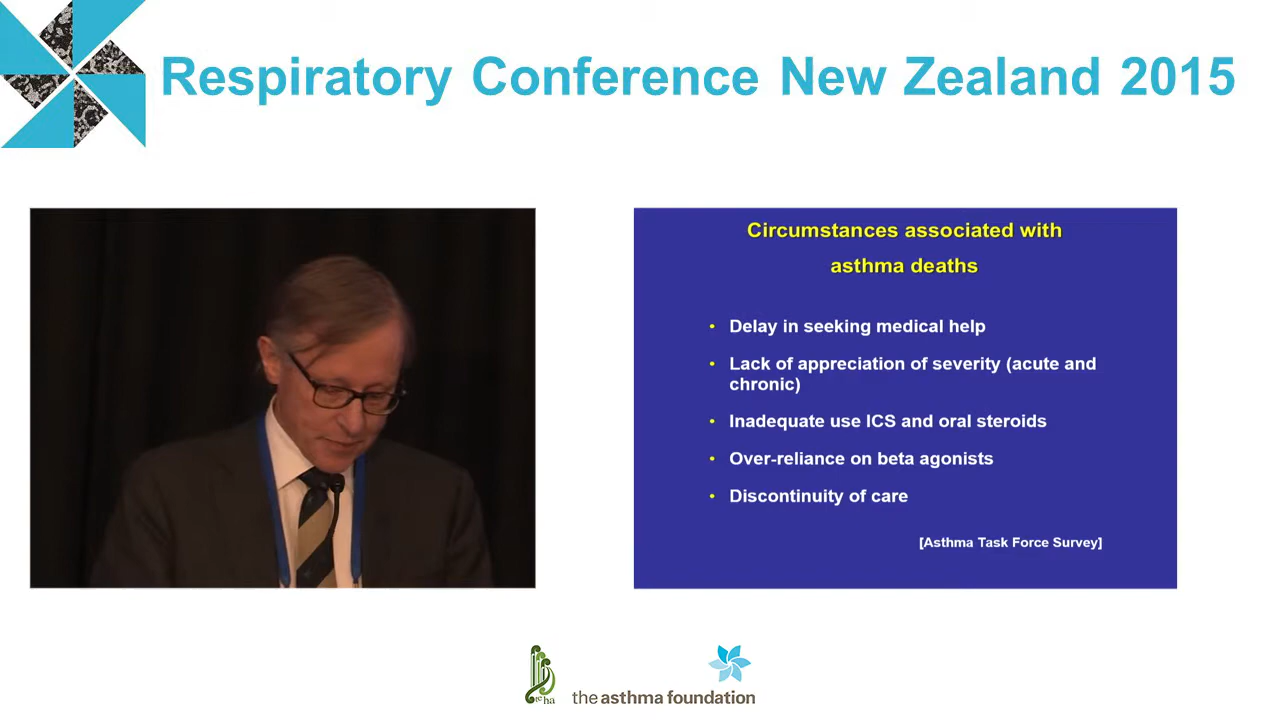 Respiratory Conference New Zealand 2015
Circumstances associated with
asthma deaths
• Delay in seeking medical help
• Lack of appreciation of severity (acute and
chronic)
• Inadequate use ICS and oral steroids
• Over-reliance on beta agonists
• Discontinuity of care
[Asthma Task Force Survey]
te ha
the asthma foundation